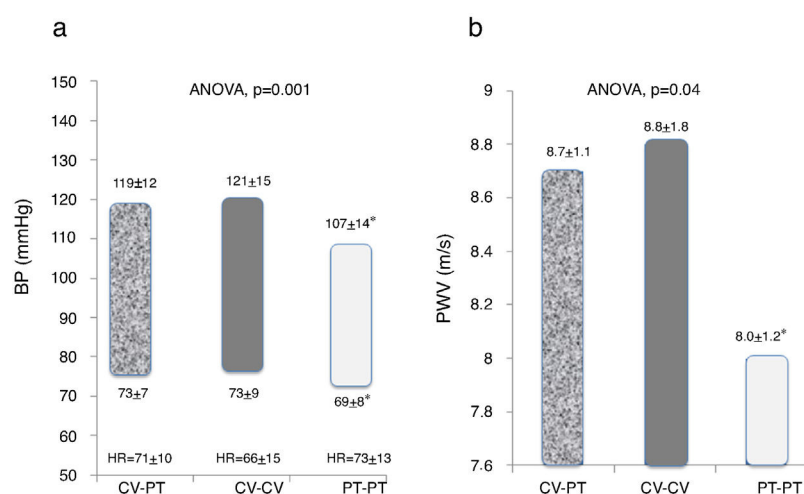 a
ANOVA, p=0.001
150
140
130
120
110
100
90
80
70
60
50
BP (mmHg)
119±12
121±15
107±14*
73±7
73±9
69±8*
HR=71±10
HR=66±15
HR=73±13
CV-PT
CV-CV
PT-PT
b
ANOVA, p=0.04
9
8.8
8.6
8.4
8.2
8
7.8
7.6
PWV (m/s)
8.7±1.1
8.8±1.8
8.0±1.2*
CV-PT
CV-CV
PT-PT